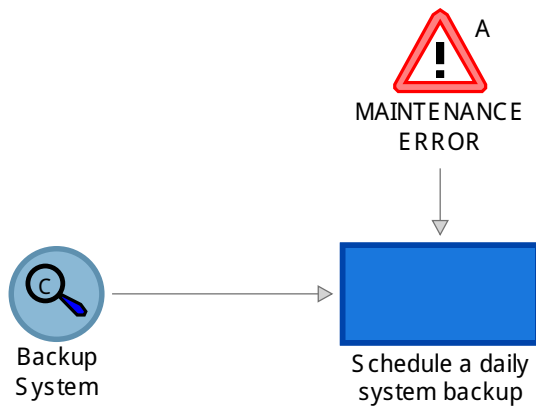 A
MAINTENANCE
ERROR
C
Backup
System
Schedule a daily
system backup